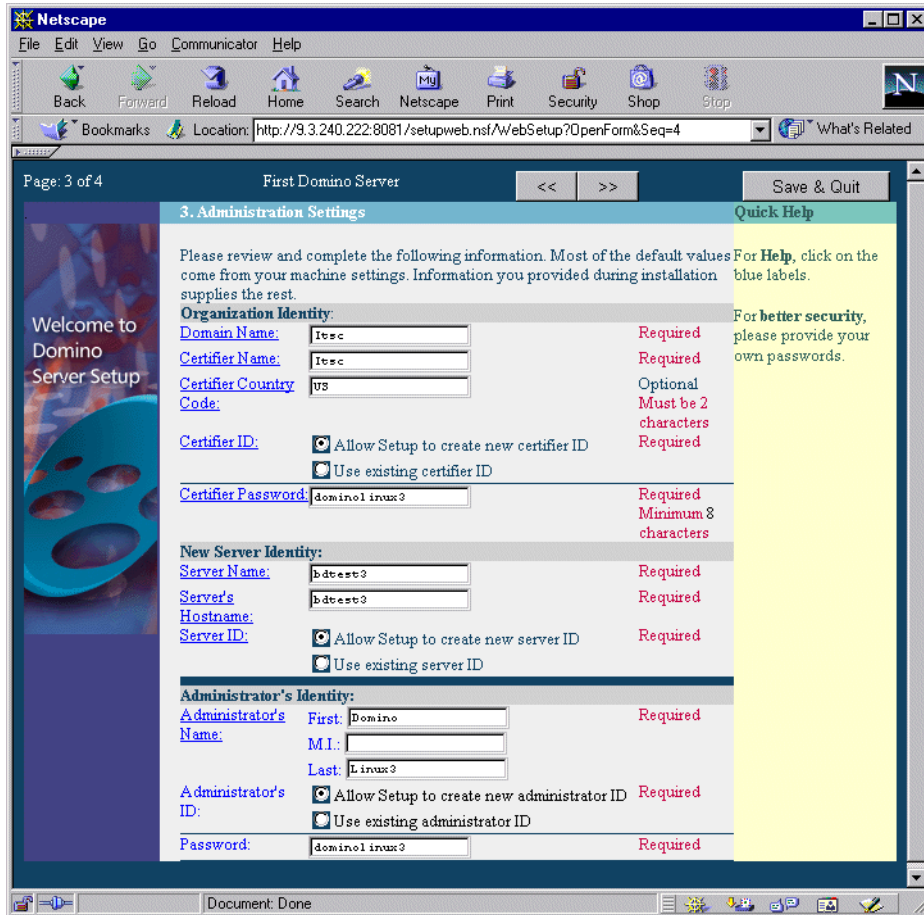 Netscape
File Edit View Go Communicator Help
Back Forward Reload Home Search Netscape Print Security Shop Stop
My
N
Bookmarks Location: http://9.3.240.222:8081/setupweb.nsf/WebSetup?OpenForm&Seq=4 What's Related
Page: 3 of 4 First Domino Server << >> Save & Quit
3. Administration Settings
Quick Help
Please review and complete the following information. Most of the default values
come from your machine settings. Information you provided during installation
supplies the rest.
For Help, click on the
blue labels.
For better security,
please provide your
own passwords.
Welcome to
Domino
Server Setup
Organization Identity:
Domain Name: Itsc Required
Certifier Name: Itsc Required
Certifier Country US Optional
Code: Must be 2
characters
Certifier ID: Allow Setup to create new certifier ID Required
Use existing certifier ID
Certifier Password: dominolinux3 Required
Minimum 8
characters
New Server Identity:
Server Name: bdtest3 Required
Server's bdtest3 Required
Hostname:
Server ID: Allow Setup to create new server ID Required
Use existing server ID
Administrator's Identity:
Administrator's First: Domino Required
Name:
M.I.:
Last: Linux3
Administrator's Allow Setup to create new administrator ID Required
ID:
Use existing administrator ID
Password: dominolinux3 Required
Document: Done